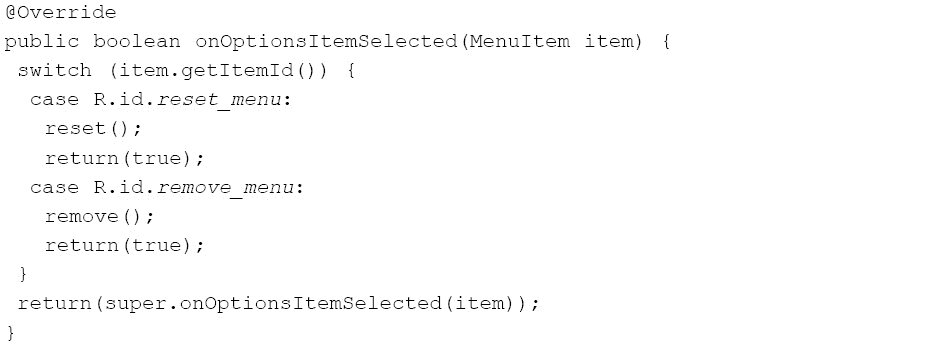 @Override
public boolean onOptionsItemSelected(MenuItem item) {
 switch (item.getItemId()) {
  case R.id.reset_menu:
   reset();
   return(true);
  case R.id.remove_menu:
   remove();
   return(true);
 }
 return(super.onOptionsItemSelected(item));
}